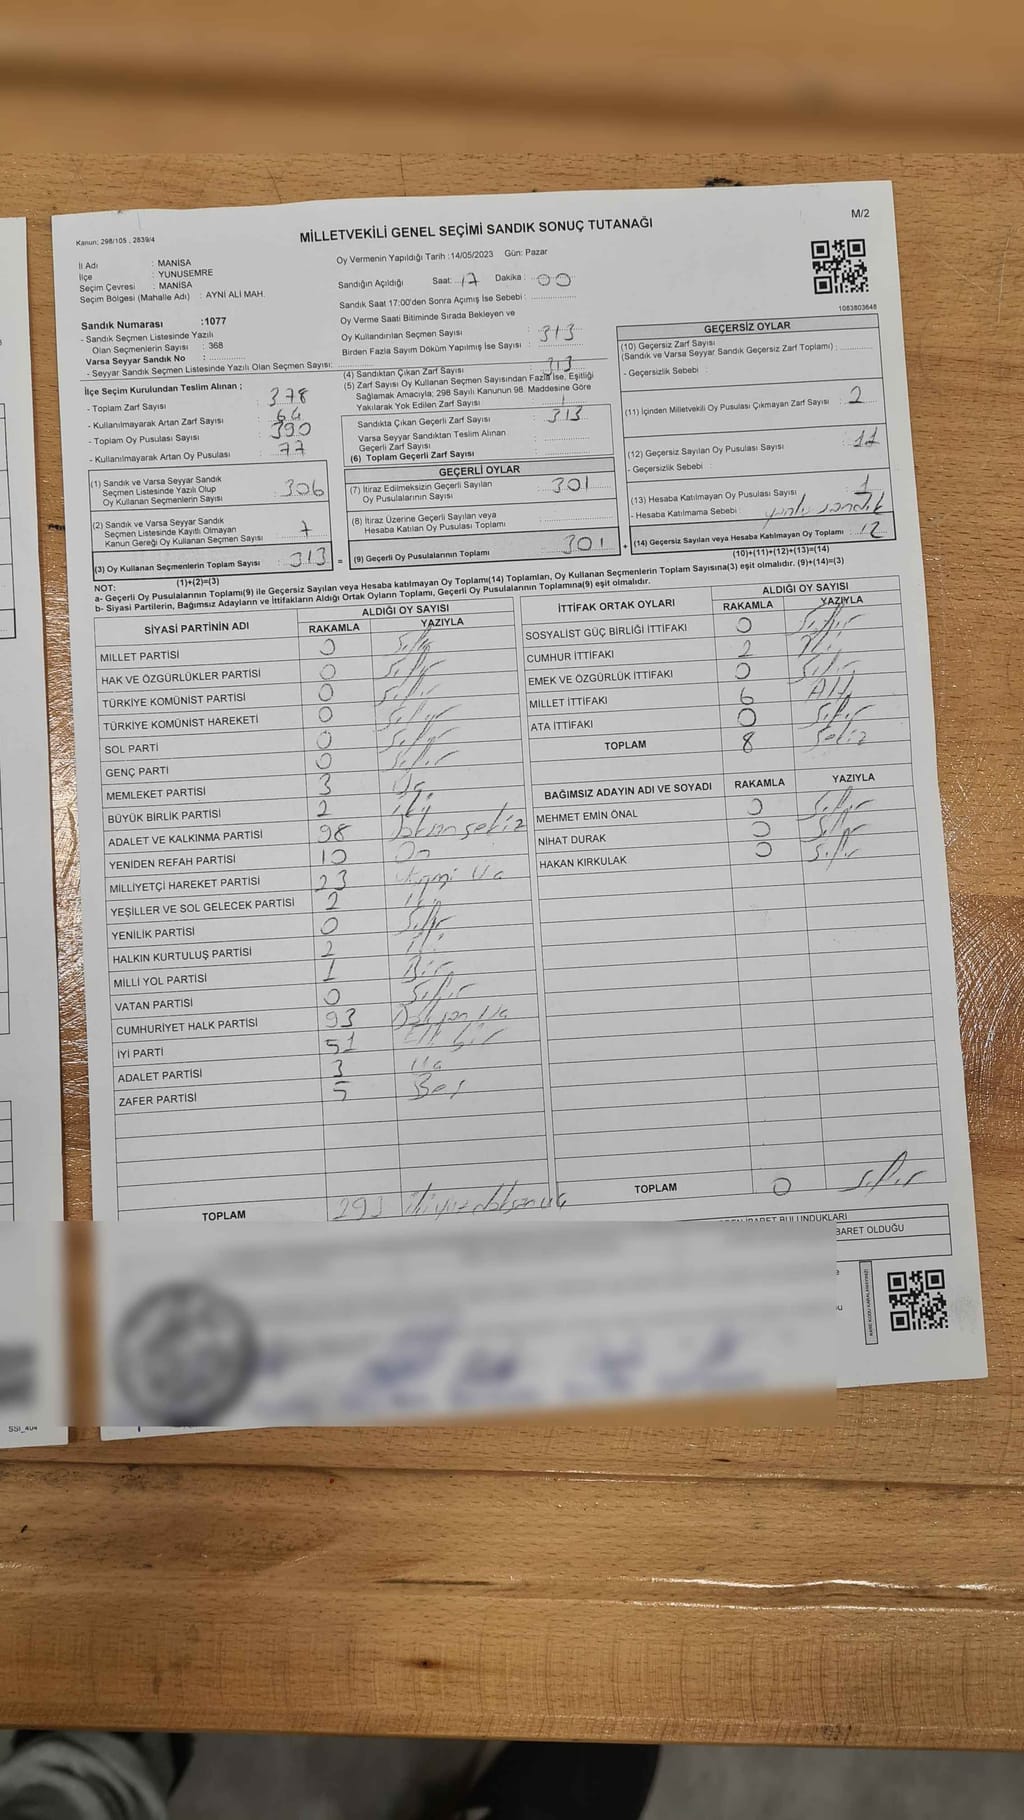 Kanun; 298/105 , 2839/4
MİLLETVEKİLİ GENEL SEÇİMİ SANDIK SONUÇ TUTANAĞI
M/2
İl Adı : MANİSA
İlçe : YUNUSEMRE
Seçim Çevresi : MANİSA
Seçim Bölgesi (Mahalle Adı) : AYNİ ALİ MAH.
Oy Vermenin Yapıldığı Tarih :14/05/2023 Gün: Pazar
Sandığın Açıldığı Saat: 17 Dakika : 00
Sandık Saat 17:00'den Sonra Açımış İse Sebebi :
Oy Verme Saati Bitiminde Sırada Bekleyen ve
Oy Kullandırılan Seçmen Sayısı : 313
Birden Fazla Sayım Döküm Yapılmış İse Sayısı :
1083803648
Sandık Numarası :1077
- Sandık Seçmen Listesinde Yazılı
Olan Seçmenlerin Sayısı : 368
Varsa Seyyar Sandık No :
- Seyyar Sandık Seçmen Listesinde Yazılı Olan Seçmen Sayısı:
İlçe Seçim Kurulundan Teslim Alınan ;
- Toplam Zarf Sayısı : 378
- Kullanılmayarak Artan Zarf Sayısı : 64
- Toplam Oy Pusulası Sayısı : 390
- Kullanılmayarak Artan Oy Pusulası : 77
(1) Sandık ve Varsa Seyyar Sandık
Seçmen Listesinde Yazılı Olup
Oy Kullanan Seçmenlerin Sayısı : 306
(2) Sandık ve Varsa Seyyar Sandık
Seçmen Listesinde Kayıtlı Olmayan
Kanun Gereği Oy Kullanan Seçmen Sayısı : 7
(3) Oy Kullanan Seçmenlerin Toplam Sayısı : 313 =
(1)+(2)=(3)
(4) Sandıktan Çıkan Zarf Sayısı : 313
(5) Zarf Sayısı Oy Kullanan Seçmen Sayısından Fazla İse, Eşitliği
Sağlamak Amacıyla; 298 Sayılı Kanunun 98. Maddesine Göre
Yakılarak Yok Edilen Zarf Sayısı :
Sandıkta Çıkan Geçerli Zarf Sayısı : 313
Varsa Seyyar Sandıktan Teslim Alınan
Geçerli Zarf Sayısı :
(6) Toplam Geçerli Zarf Sayısı :
GEÇERLİ OYLAR
(7) İtiraz Edilmeksizin Geçerli Sayılan
Oy Pusulalarının Sayısı : 301
(8) İtiraz Üzerine Geçerli Sayılan veya
Hesaba Katılan Oy Pusulası Toplamı :
(9) Geçerli Oy Pusulalarının Toplamı : 301 +
GEÇERSİZ OYLAR
(10) Geçersiz Zarf Sayısı
(Sandık ve Varsa Seyyar Sandık Geçersiz Zarf Toplamı) :
- Geçersizlik Sebebi :
(11) İçinden Milletvekili Oy Pusulası Çıkmayan Zarf Sayısı : 2
(12) Geçersiz Sayılan Oy Pusulası Sayısı : 11
- Geçersizlik Sebebi :
(13) Hesaba Katılmayan Oy Pusulası Sayısı : 1
- Hesaba Katılmama Sebebi :
(14) Geçersiz Sayılan veya Hesaba Katılmayan Oy Toplamı : 12
(10)+(11)+(12)+(13)=(14)
NOT:
a- Geçerli Oy Pusulalarının Toplamı(9) ile Geçersiz Sayılan veya Hesaba katılmayan Oy Toplamı(14) Toplamları, Oy Kullanan Seçmenlerin Toplam Sayısına(3) eşit olmalıdır. (9)+(14)=(3)
b- Siyasi Partilerin, Bağımsız Adayların ve İttifakların Aldığı Ortak Oyların Toplamı, Geçerli Oy Pusulalarının Toplamına(9) eşit olmalıdır.
SİYASİ PARTİNİN ADI ALDIĞI OY SAYISI
RAKAMLA YAZIYLA
MİLLET PARTİSİ 0 Sıfır
HAK VE ÖZGÜRLÜKLER PARTİSİ 0 Sıfır
TÜRKİYE KOMÜNİST PARTİSİ 0 Sıfır
TÜRKİYE KOMÜNİST HAREKETİ 0 Sıfır
SOL PARTİ 0 Sıfır
GENÇ PARTİ 0 Sıfır
MEMLEKET PARTİSİ 3 Üç
BÜYÜK BİRLİK PARTİSİ 2 İki
ADALET VE KALKINMA PARTİSİ 98 Doksan sekiz
YENİDEN REFAH PARTİSİ 10 On
MİLLİYETÇİ HAREKET PARTİSİ 23 Yirmi Üç
YEŞİLLER VE SOL GELECEK PARTİSİ 2 İki
YENİLİK PARTİSİ 0 Sıfır
HALKIN KURTULUŞ PARTİSİ 2 İki
MİLLİ YOL PARTİSİ 1 Bir
VATAN PARTİSİ 0 Sıfır
CUMHURİYET HALK PARTİSİ 93 Doksan Üç
İYİ PARTİ 51 Elli bir
ADALET PARTİSİ 3 Üç
ZAFER PARTİSİ 5 Beş
TOPLAM 293 İkiyüzdoksanüç
İTTİFAK ORTAK OYLARI ALDIĞI OY SAYISI
RAKAMLA YAZIYLA
SOSYALİST GÜÇ BİRLİĞİ İTTİFAKI 0 Sıfır
CUMHUR İTTİFAKI 2 İki
EMEK VE ÖZGÜRLÜK İTTİFAKI 0 Sıfır
MİLLET İTTİFAKI 6 Altı
ATA İTTİFAKI 0 Sıfır
TOPLAM 8 Sekiz
BAĞIMSIZ ADAYIN ADI VE SOYADI RAKAMLA YAZIYLA
MEHMET EMİN ÖNAL 0 Sıfır
NİHAT DURAK 0 Sıfır
HAKAN KIRKULAK 0 Sıfır
TOPLAM 0 Sıfır
BULUNDUKLARI
OLDUĞU
SSI_404